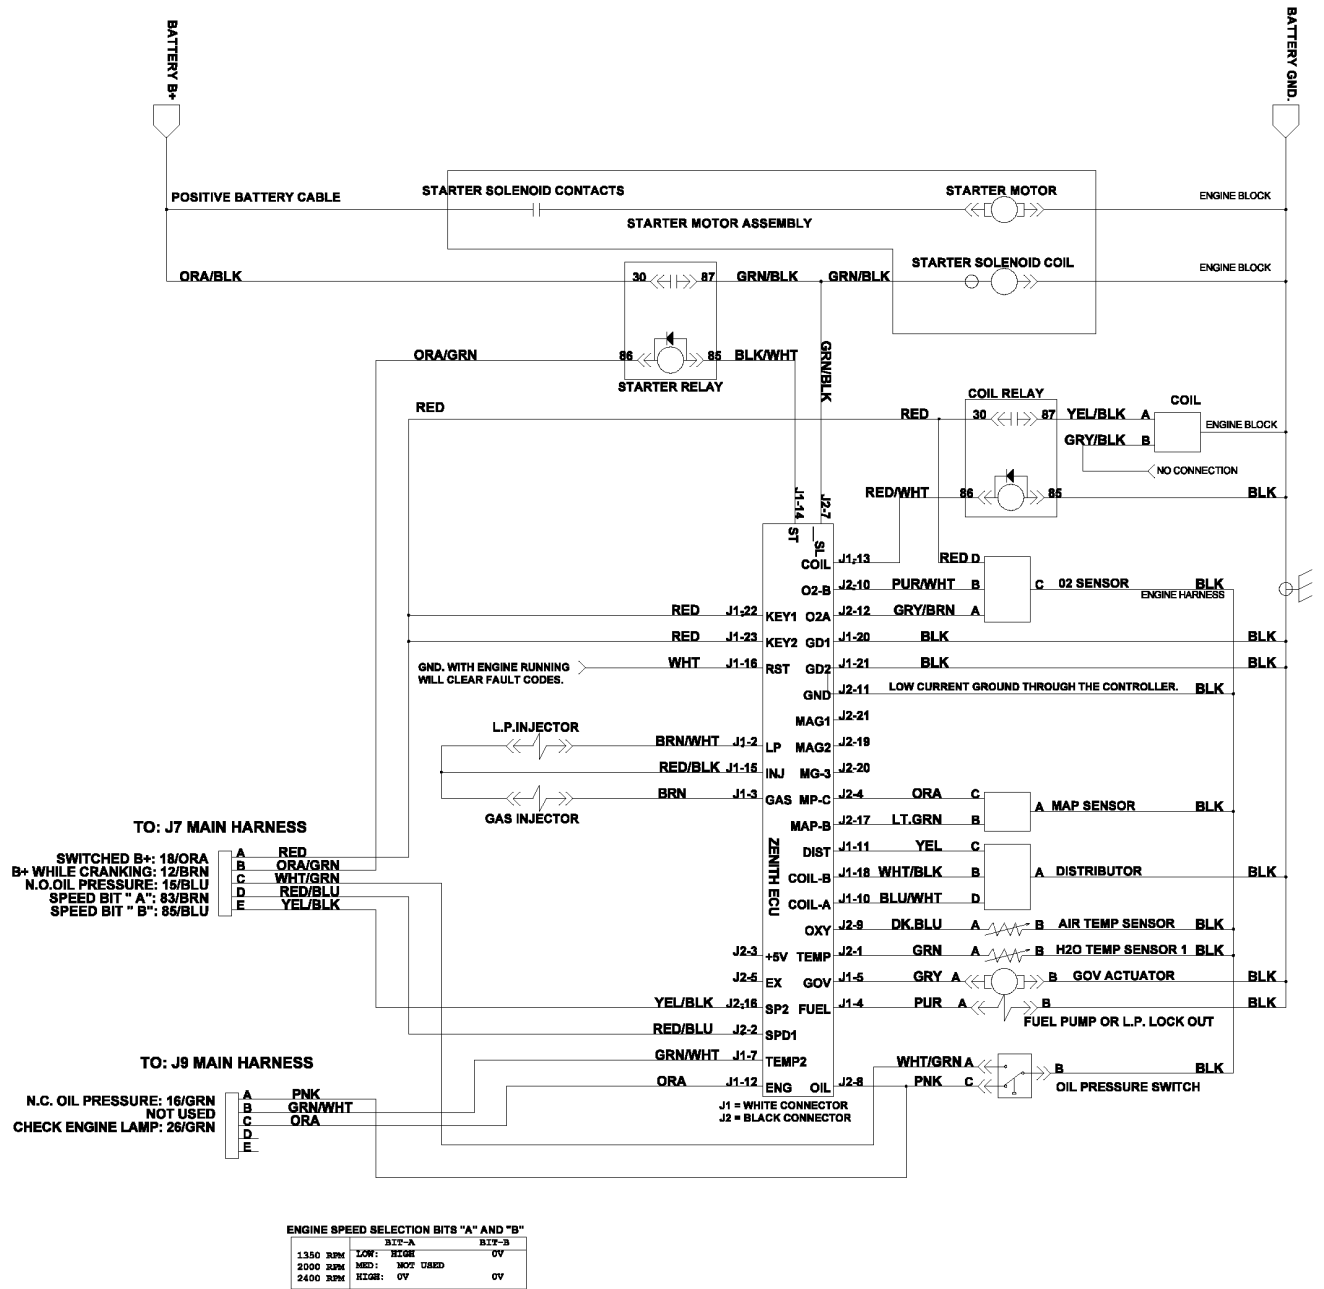 BATTERY B+
BATTERY GND.
POSITIVE BATTERY CABLE
STARTER SOLENOID CONTACTS
STARTER MOTOR
ENGINE BLOCK
STARTER MOTOR ASSEMBLY
STARTER SOLENOID COIL
ENGINE BLOCK
ORA/BLK
30
87
GRN/BLK
GRN/BLK
GRN/BLK
ORA/GRN
86
85
BLK/WHT
STARTER RELAY
RED
RED
COIL RELAY
30
87
YEL/BLK A
COIL
GRY/BLK B
ENGINE BLOCK
NO CONNECTION
RED/WHT
86
85
BLK
J1-14
J2-7
ST
SL
COIL J1-13
RED D
O2-B J2-10 PUR/WHT B
C 02 SENSOR BLK
ENGINE HARNESS
RED J1-22 KEY1
O2A J2-12 GRY/BRN A
RED J1-23 KEY2
GD1 J1-20 BLK BLK
GND. WITH ENGINE RUNNING
WILL CLEAR FAULT CODES.
WHT J1-16 RST
GD2 J1-21 BLK BLK
GND J2-11 LOW CURRENT GROUND THROUGH THE CONTROLLER. BLK
MAG1 J2-21
L.P.INJECTOR
BRN/WHT J1-2 LP
MAG2 J2-19
RED/BLK J1-15 INJ
MG-3 J2-20
BRN J1-3 GAS
GAS INJECTOR
MP-C J2-4 ORA C
A MAP SENSOR BLK
MAP-B J2-17 LT.GRN B
ZENITH ECU
DIST J1-11 YEL C
COIL-B J1-18 WHT/BLK B
A DISTRIBUTOR BLK
COIL-A J1-10 BLU/WHT D
OXY J2-9 DK.BLU A
B AIR TEMP SENSOR BLK
J2-3 +5V
TEMP J2-1 GRN A
B H2O TEMP SENSOR 1 BLK
J2-5 EX
GOV J1-5 GRY A
B GOV ACTUATOR BLK
YEL/BLK J2-16 SP2
FUEL J1-4 PUR A
B BLK
FUEL PUMP OR L.P. LOCK OUT
RED/BLU J2-2 SPD1
GRN/WHT J1-7 TEMP2
WHT/GRN A
B BLK
ORA J1-12 ENG
OIL J2-8 PNK C
OIL PRESSURE SWITCH
J1 = WHITE CONNECTOR
J2 = BLACK CONNECTOR
TO: J7 MAIN HARNESS
SWITCHED B+: 18/ORA A RED
B+ WHILE CRANKING: 12/BRN B ORA/GRN
N.O.OIL PRESSURE: 15/BLU C WHT/GRN
SPEED BIT " A": 83/BRN D RED/BLU
SPEED BIT " B": 85/BLU E YEL/BLK
TO: J9 MAIN HARNESS
N.C. OIL PRESSURE: 16/GRN A PNK
NOT USED B GRN/WHT
CHECK ENGINE LAMP: 26/GRN C ORA
D
E
ENGINE SPEED SELECTION BITS "A" AND "B"
BIT-A BIT-B
1350 RPM LOW: HIGH 0V
2000 RPM MED: NOT USED
2400 RPM HIGH: 0V 0V